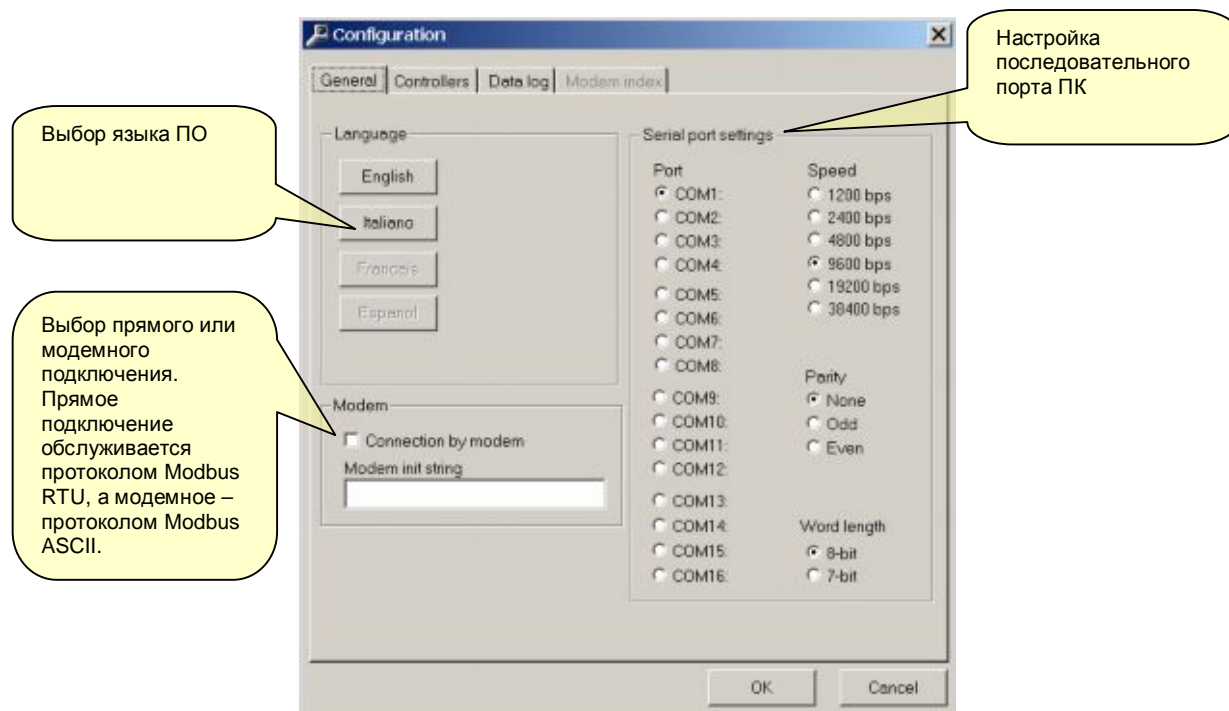 Configuration
General Controllers Data log Modem index
Настройка
последовательного
порта ПК
Выбор языка ПО
Language
English
Italiano
Francais
Espanol
Выбор прямого или
модемного
подключения.
Прямое
подключение
обслуживается
протоколом Modbus
RTU, а модемное –
протоколом Modbus
ASCII.
Modem
Connection by modem
Modem init string
Serial port settings
Port
COM1:
COM2:
COM3:
COM4:
COM5:
COM6:
COM7:
COM8:
COM9:
COM10:
COM11:
COM12:
COM13:
COM14:
COM15:
COM16:
Speed
1200 bps
2400 bps
4800 bps
9600 bps
19200 bps
38400 bps
Parity
None
Odd
Even
Word length
8-bit
7-bit
OK Cancel